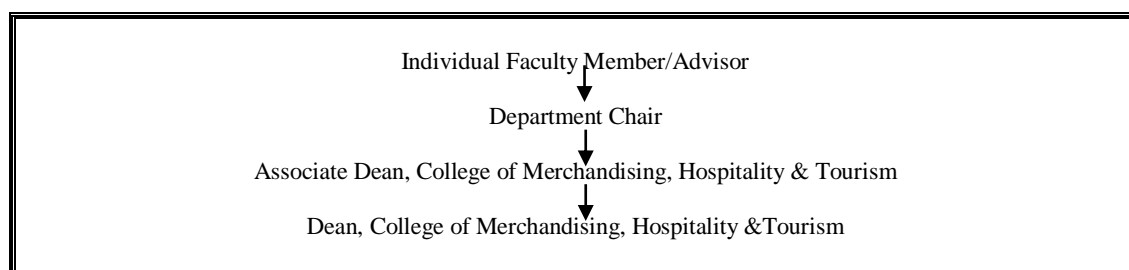 Individual Faculty Member/Advisor
Department Chair
Associate Dean, College of Merchandising, Hospitality & Tourism
Dean, College of Merchandising, Hospitality &Tourism